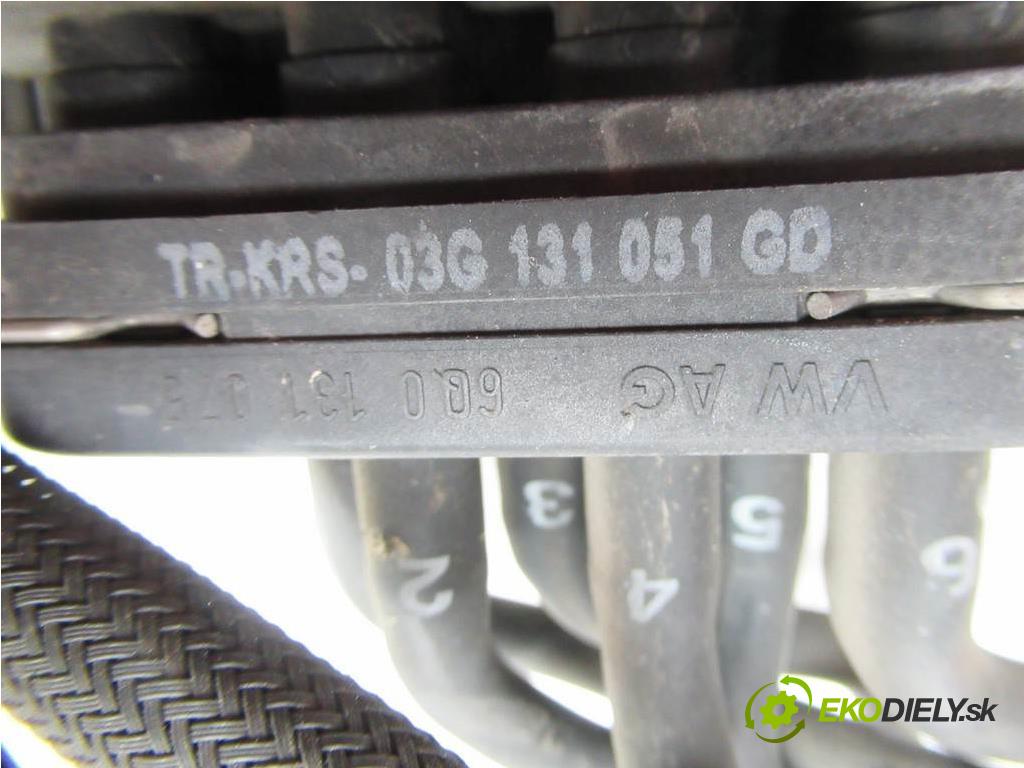 TR-KRS- 03G 131 051 GD
6Q0 131 VW AG
2 3 4 5 6
EKODIELY.sk